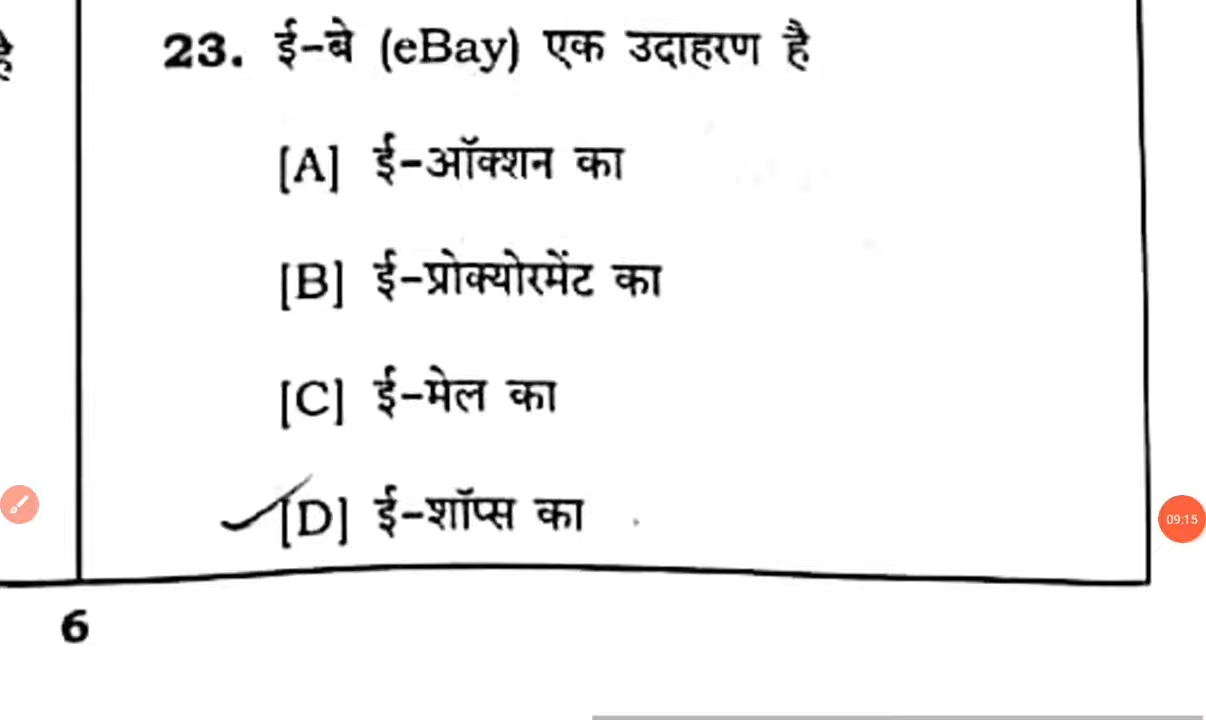 है
23. ई-बे (eBay) एक उदाहरण है
[A] ई-ऑक्शन का
[B] ई-प्रोक्योरमेंट का
[C] ई-मेल का
[D] ई-शॉप्स का
09:15
6